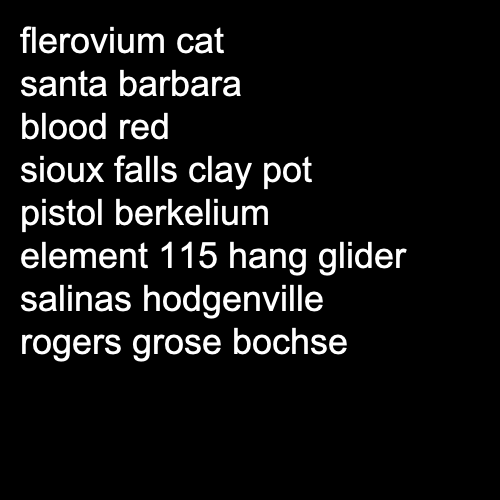 flerovium cat
santa barbara
blood red
sioux falls clay pot
pistol berkelium
element 115 hang glider
salinas hodgenville
rogers grose bochse